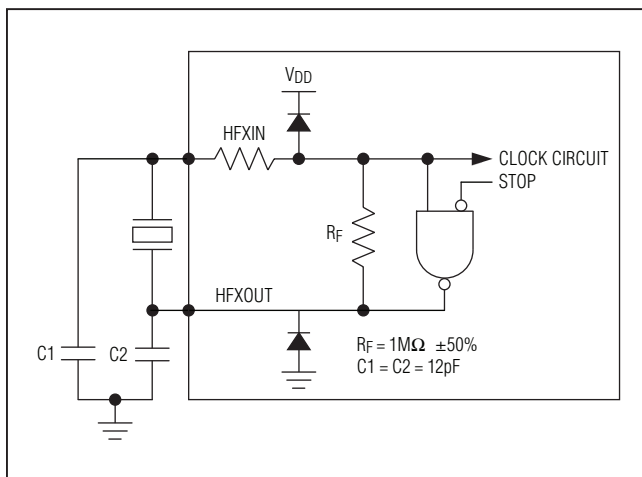 VDD
HFXIN
CLOCK CIRCUIT
STOP
RF
HFXOUT
C1
C2
RF = 1MΩ ±50%
C1 = C2 = 12pF